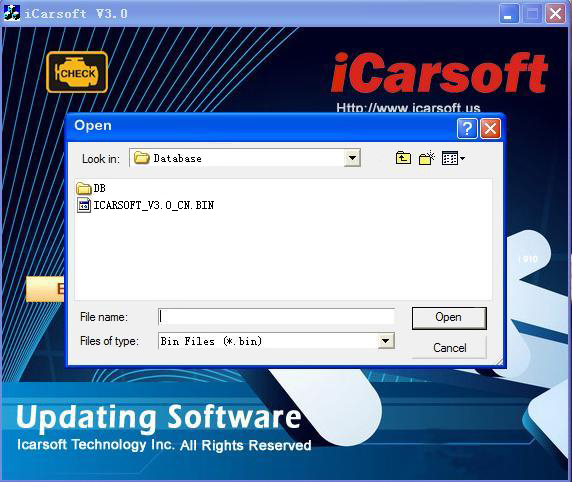 iCarsoft V3.0
CHECK
iCarsoft
Http://www.icarsoft.us
Open
Look in: Database
DB
ICARSOFT_V3.0_CN.BIN
i 910
File name:
Open
Files of type: Bin Files (*.bin)
Cancel
Updating Software
Icarsoft Technology Inc. All Rights Reserved